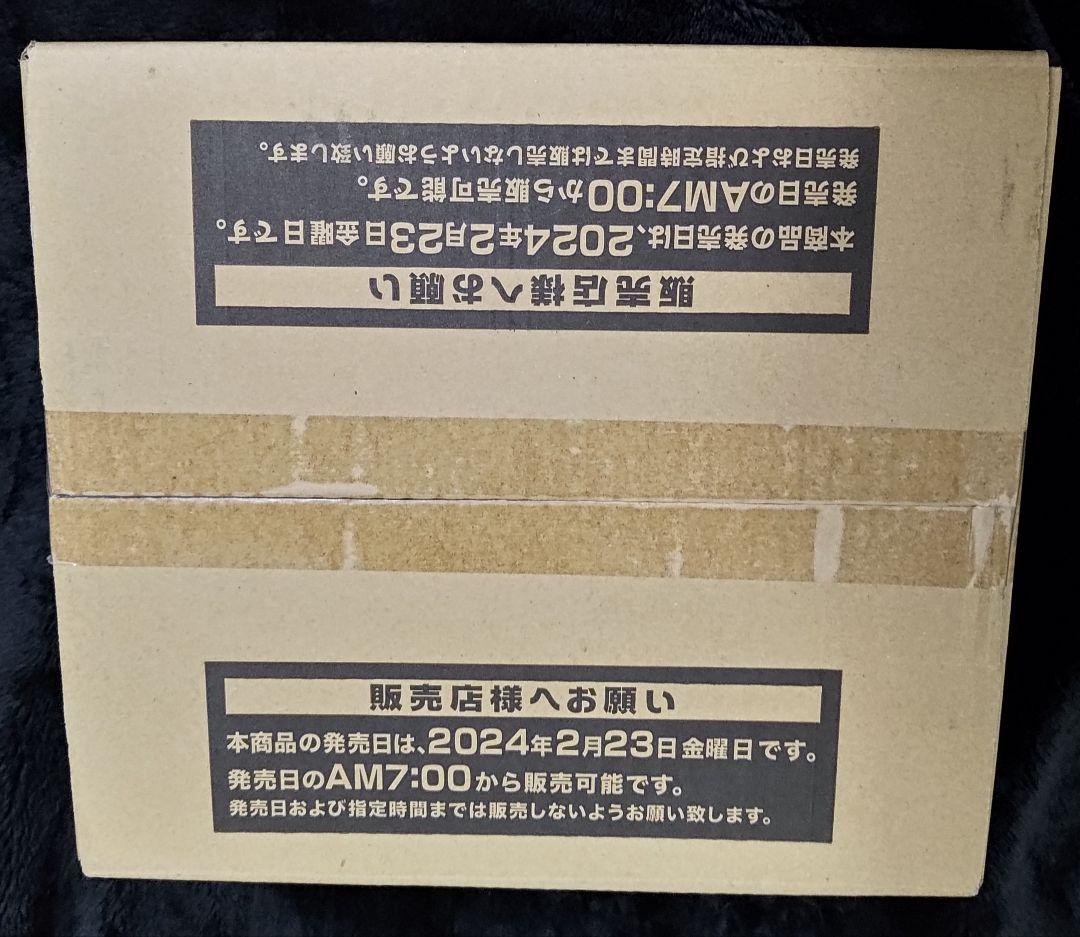 販売店様へお願い
本商品の発売日は、2024年2月23日金曜日です。
発売日のAM7:00から販売可能です。
発売日および指定時間までは販売しないようお願い致します。
販売店様へお願い
本商品の発売日は、2024年2月23日金曜日です。
発売日のAM7:00から販売可能です。
発売日および指定時間までは販売しないようお願い致します。